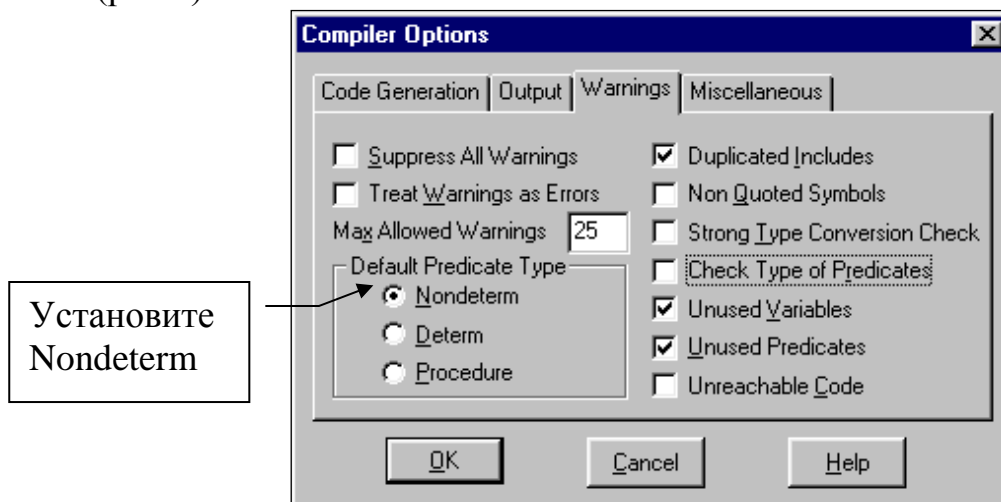 Compiler Options
Code Generation Output Warnings Miscellaneous
Suppress All Warnings
Treat Warnings as Errors
Max Allowed Warnings 25
Default Predicate Type
Nondeterm
Determ
Procedure
Duplicated Includes
Non Quoted Symbols
Strong Type Conversion Check
Check Type of Predicates
Unused Variables
Unused Predicates
Unreachable Code
Установите
Nondeterm
OK Cancel Help